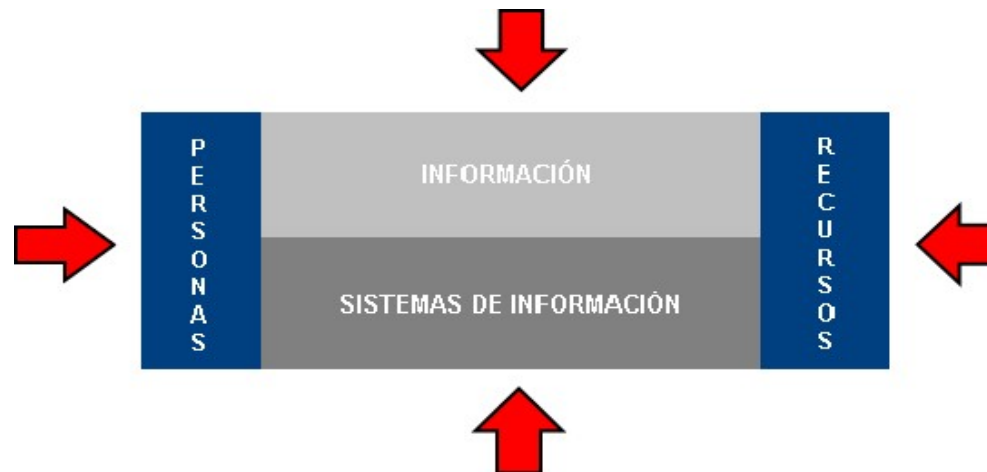 PERSONAS
INFORMACIÓN
SISTEMAS DE INFORMACIÓN
RECURSOS